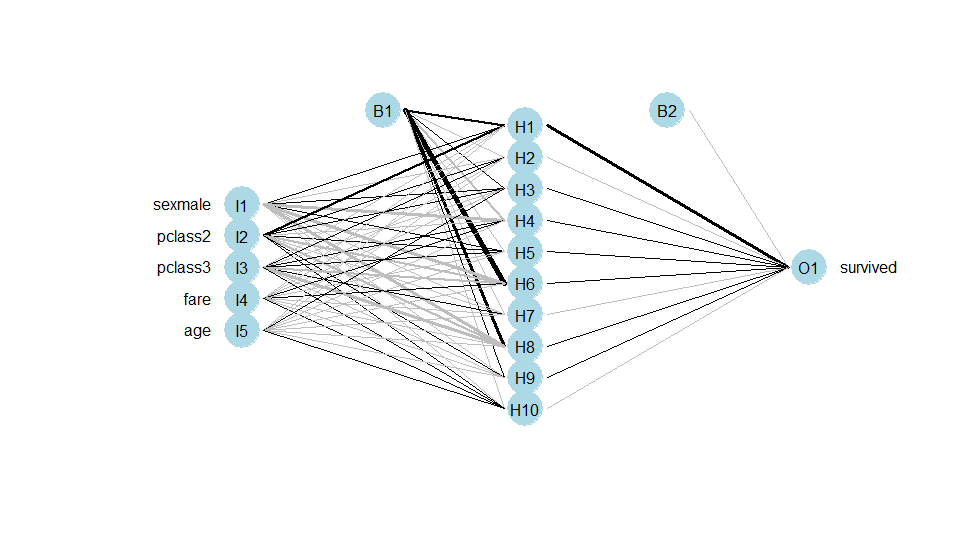 B1
B2
H1
H2
H3
H4
H5
H6
H7
H8
H9
H10
sexmale I1
pclass2 I2
pclass3 I3
fare I4
age I5
O1 survived